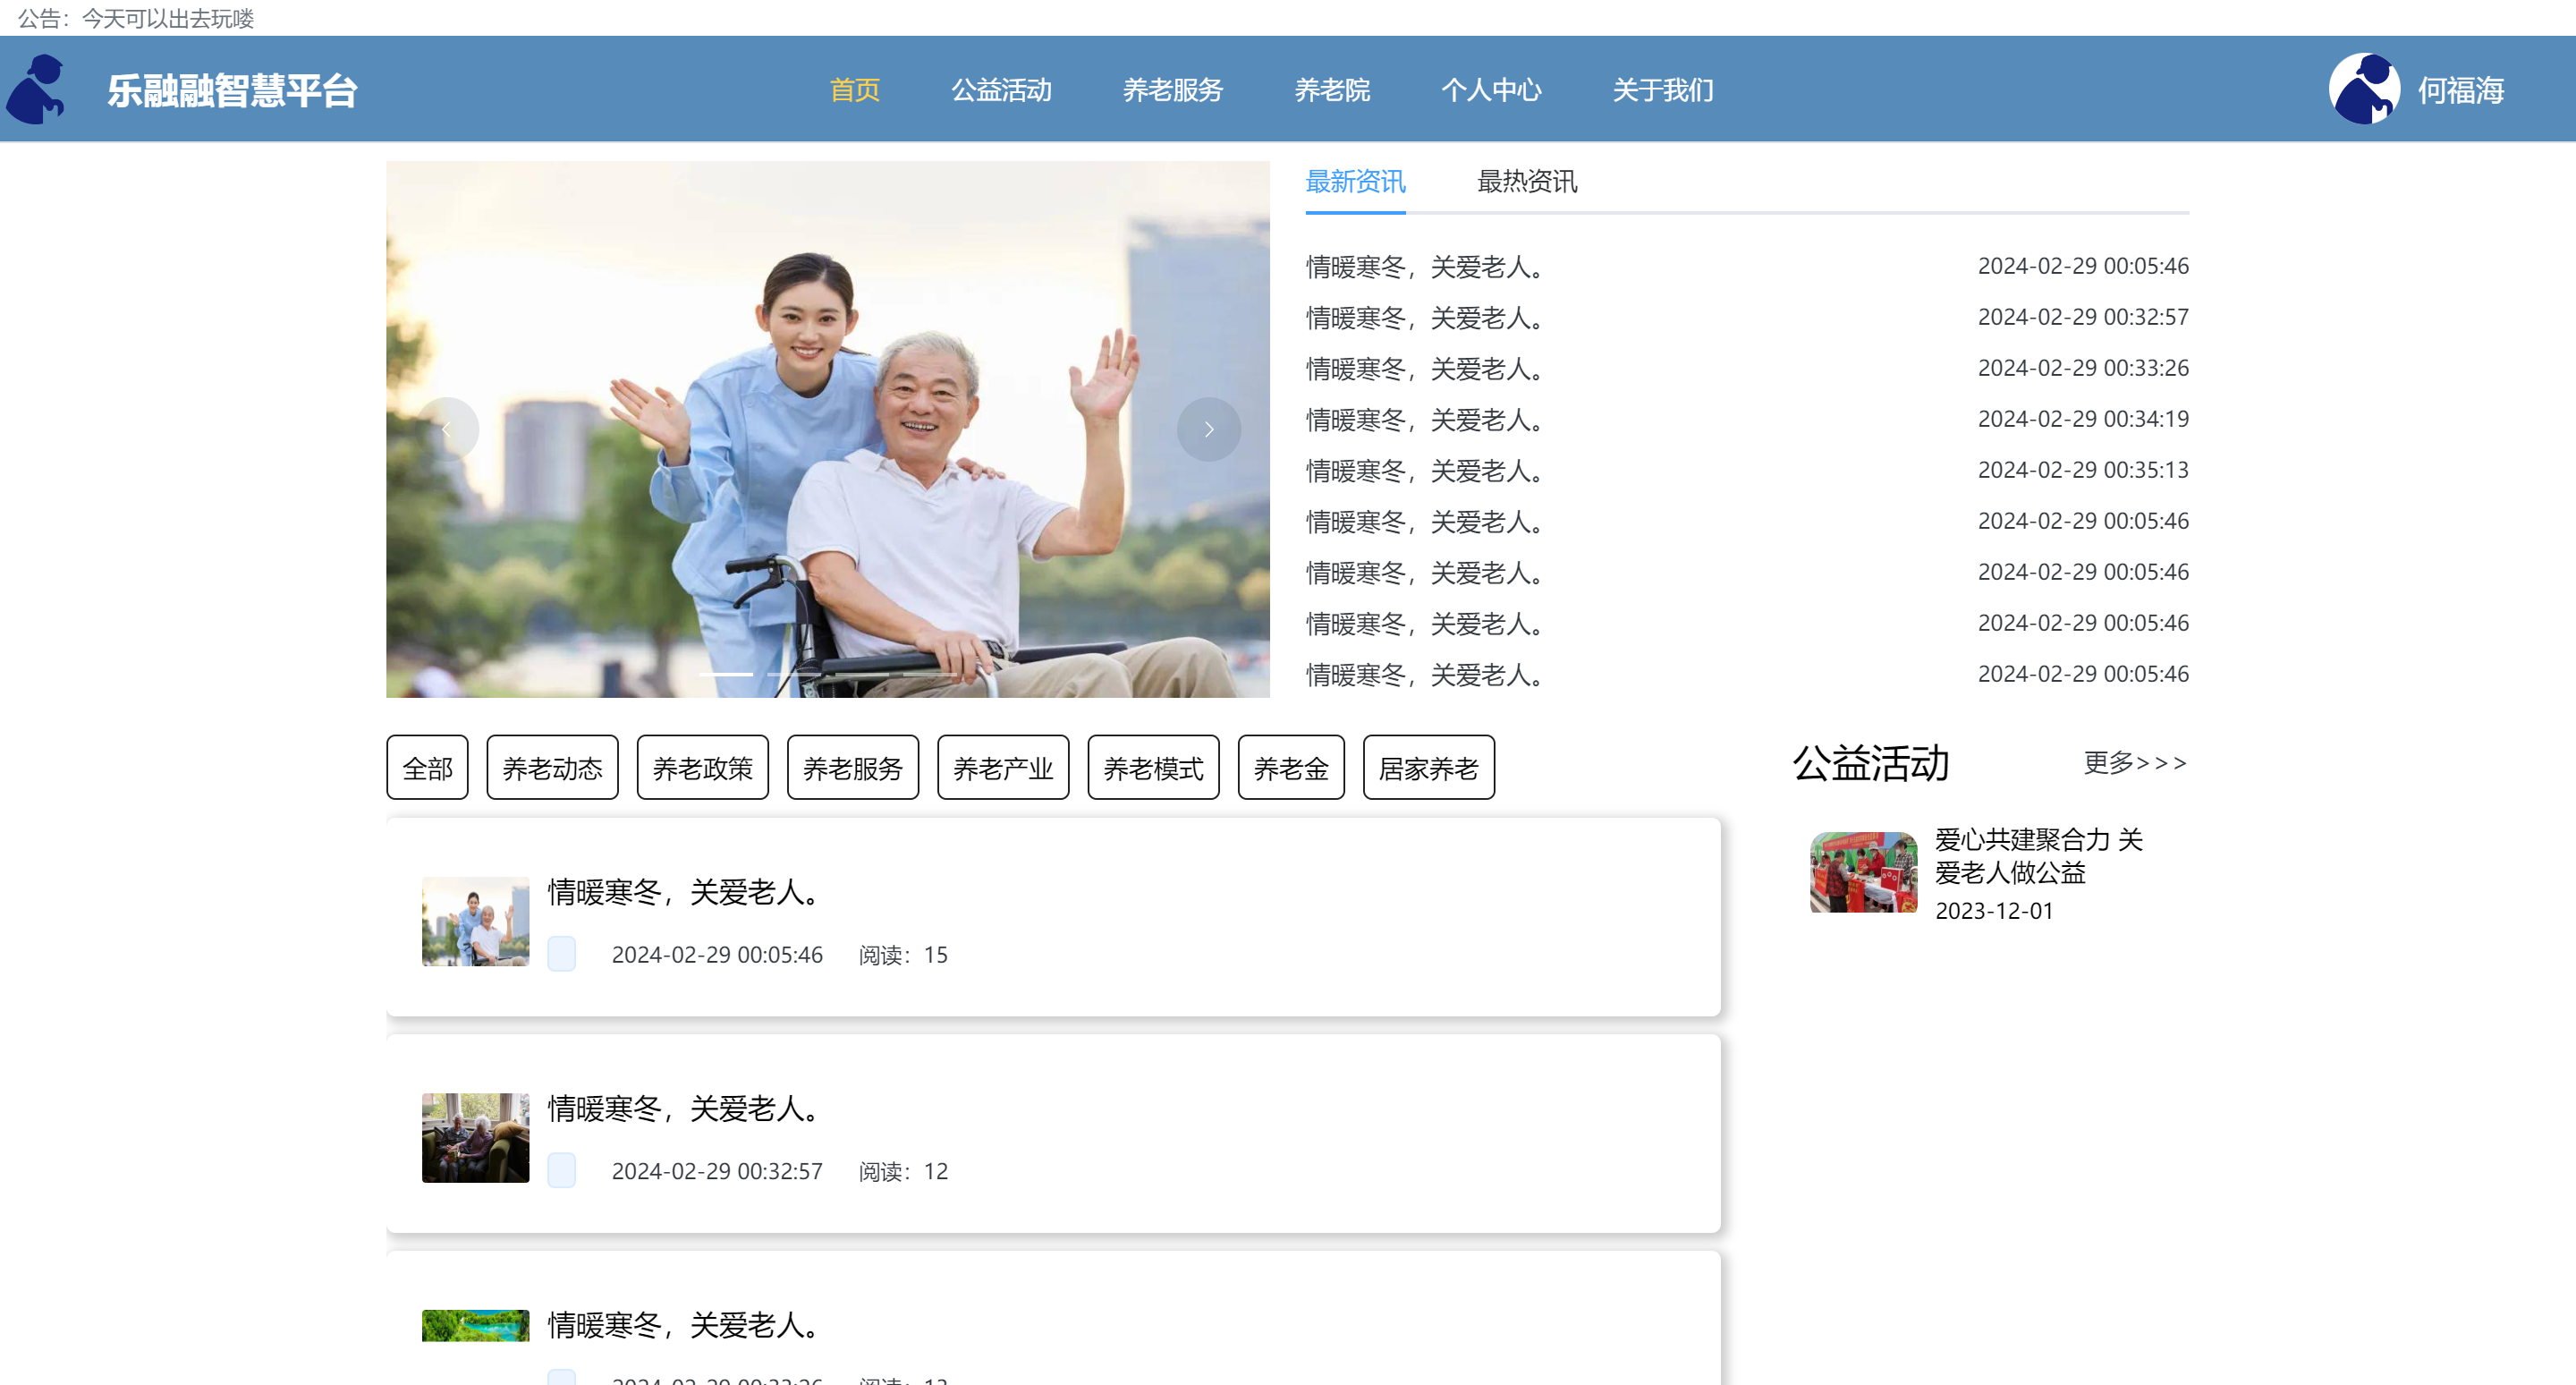 公告：今天可以出去玩喽
乐融融智慧平台
首页
公益活动
养老服务
养老院
个人中心
关于我们
何福海
最新资讯
最热资讯
情暖寒冬，关爱老人。 2024-02-29 00:05:46
情暖寒冬，关爱老人。 2024-02-29 00:32:57
情暖寒冬，关爱老人。 2024-02-29 00:33:26
情暖寒冬，关爱老人。 2024-02-29 00:34:19
情暖寒冬，关爱老人。 2024-02-29 00:35:13
情暖寒冬，关爱老人。 2024-02-29 00:05:46
情暖寒冬，关爱老人。 2024-02-29 00:05:46
情暖寒冬，关爱老人。 2024-02-29 00:05:46
情暖寒冬，关爱老人。 2024-02-29 00:05:46
全部
养老动态
养老政策
养老服务
养老产业
养老模式
养老金
居家养老
情暖寒冬，关爱老人。
2024-02-29 00:05:46 阅读：15
情暖寒冬，关爱老人。
2024-02-29 00:32:57 阅读：12
情暖寒冬，关爱老人。
公益活动
更多>>>
爱心共建聚合力 关
爱老人做公益
2023-12-01